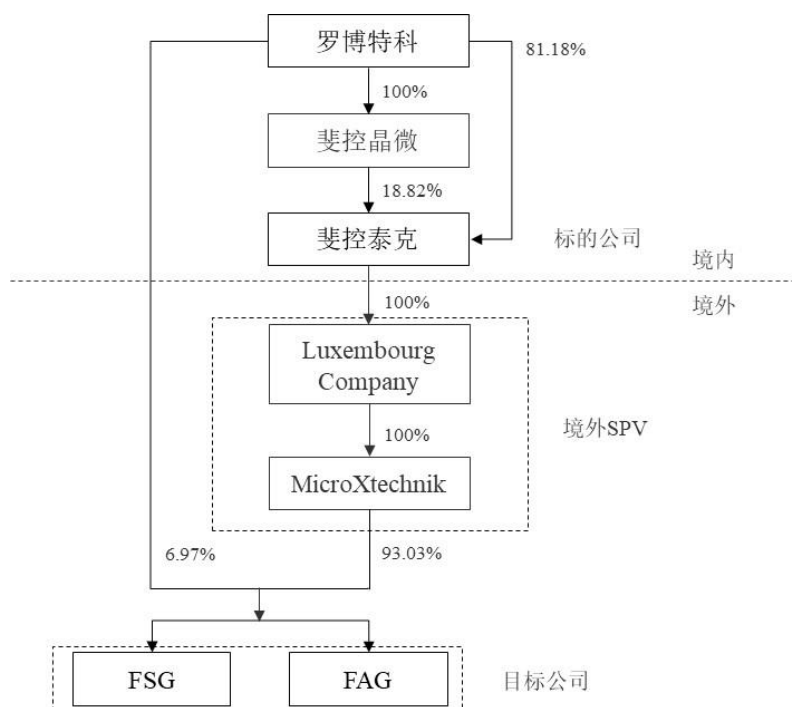 罗博特科
81.18%
100%
斐控晶微
18.82%
斐控泰克
标的公司
境内
100%
境外
Luxembourg
Company
100%
境外SPV
MicroXtechnik
6.97%
93.03%
FSG
FAG
目标公司